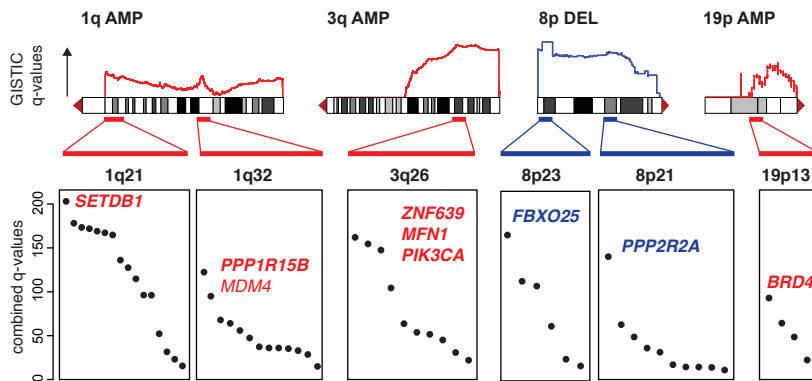 1q AMP
3q AMP
8p DEL
19p AMP
GISTIC
q-values
1q21
1q32
3q26
8p23
8p21
19p13
combined q-values
200
150
100
50
0
SETDB1
PPP1R15B
MDM4
ZNF639
MFN1
PIK3CA
FBXO25
PPP2R2A
BRD4